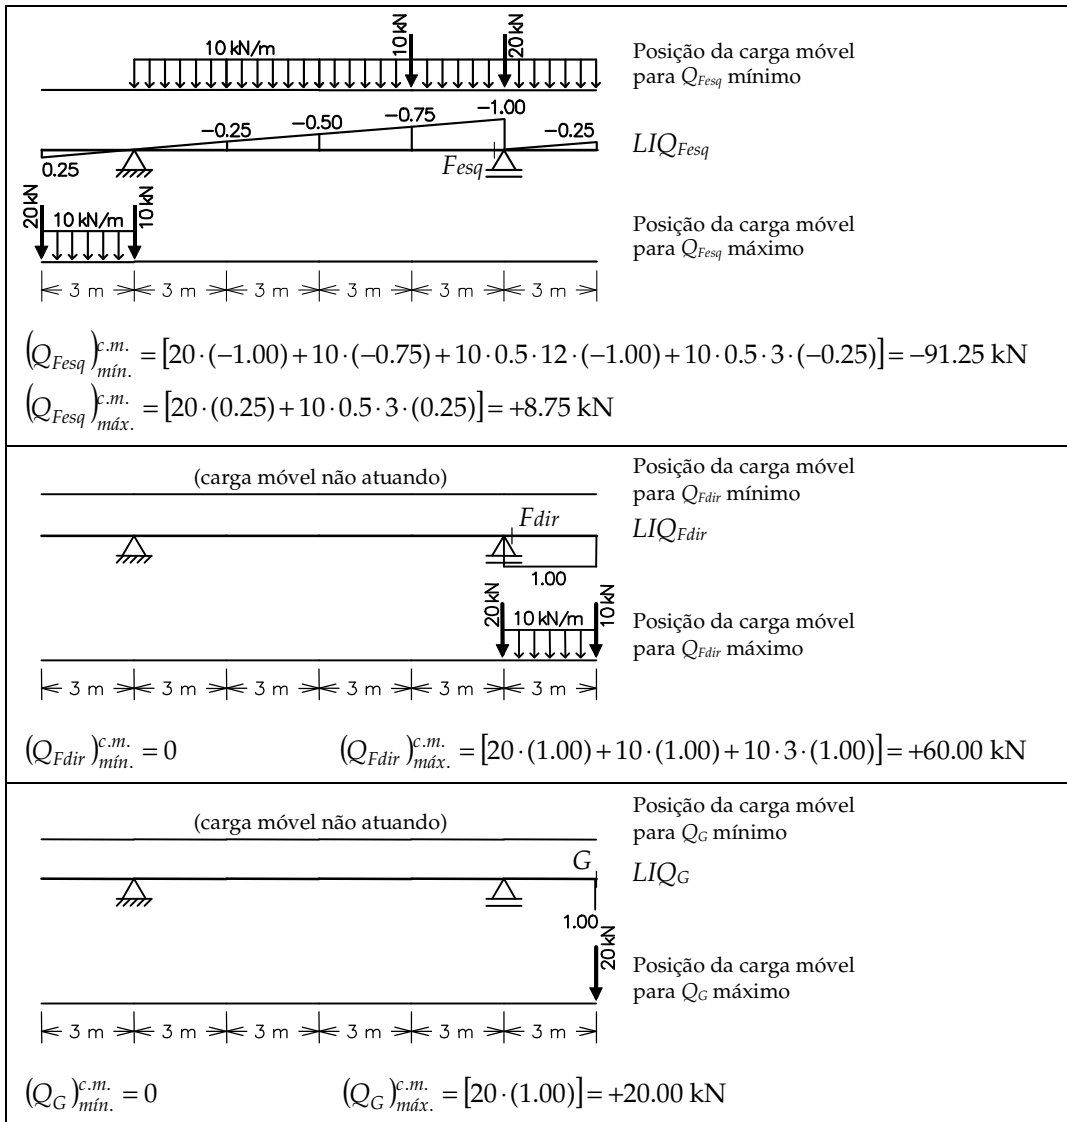 10 kN/m 10 kN 20 kN
Posição da carga móvel
para Q_Fesq mínimo
0.25 −0.25 −0.50 −0.75 −1.00 −0.25
Fesq
LIQ_Fesq
20 kN 10 kN/m 10 kN
Posição da carga móvel
para Q_Fesq máximo
3 m 3 m 3 m 3 m 3 m 3 m
(Q_Fesq)^c.m._mín. = [20·(−1.00)+10·(−0.75)+10·0.5·12·(−1.00)+10·0.5·3·(−0.25)] = −91.25 kN
(Q_Fesq)^c.m._máx. = [20·(0.25)+10·0.5·3·(0.25)] = +8.75 kN
(carga móvel não atuando)
Posição da carga móvel
para Q_Fdir mínimo
Fdir
LIQ_Fdir
1.00
20 kN 10 kN/m 10 kN
Posição da carga móvel
para Q_Fdir máximo
3 m 3 m 3 m 3 m 3 m 3 m
(Q_Fdir)^c.m._mín. = 0 (Q_Fdir)^c.m._máx. = [20·(1.00)+10·(1.00)+10·3·(1.00)] = +60.00 kN
(carga móvel não atuando)
Posição da carga móvel
para Q_G mínimo
G
LIQ_G
1.00
20 kN
Posição da carga móvel
para Q_G máximo
3 m 3 m 3 m 3 m 3 m 3 m
(Q_G)^c.m._mín. = 0 (Q_G)^c.m._máx. = [20·(1.00)] = +20.00 kN